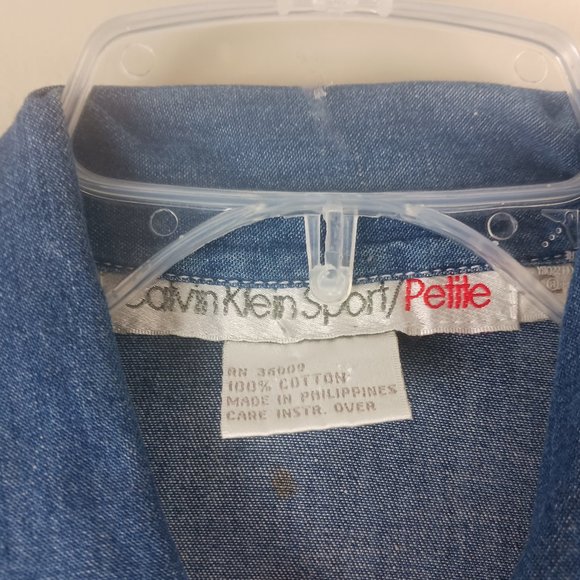 Calvin Klein Sport/Petite
RN 36009
100% COTTON
MADE IN PHILIPPINES
CARE INSTR. OVER